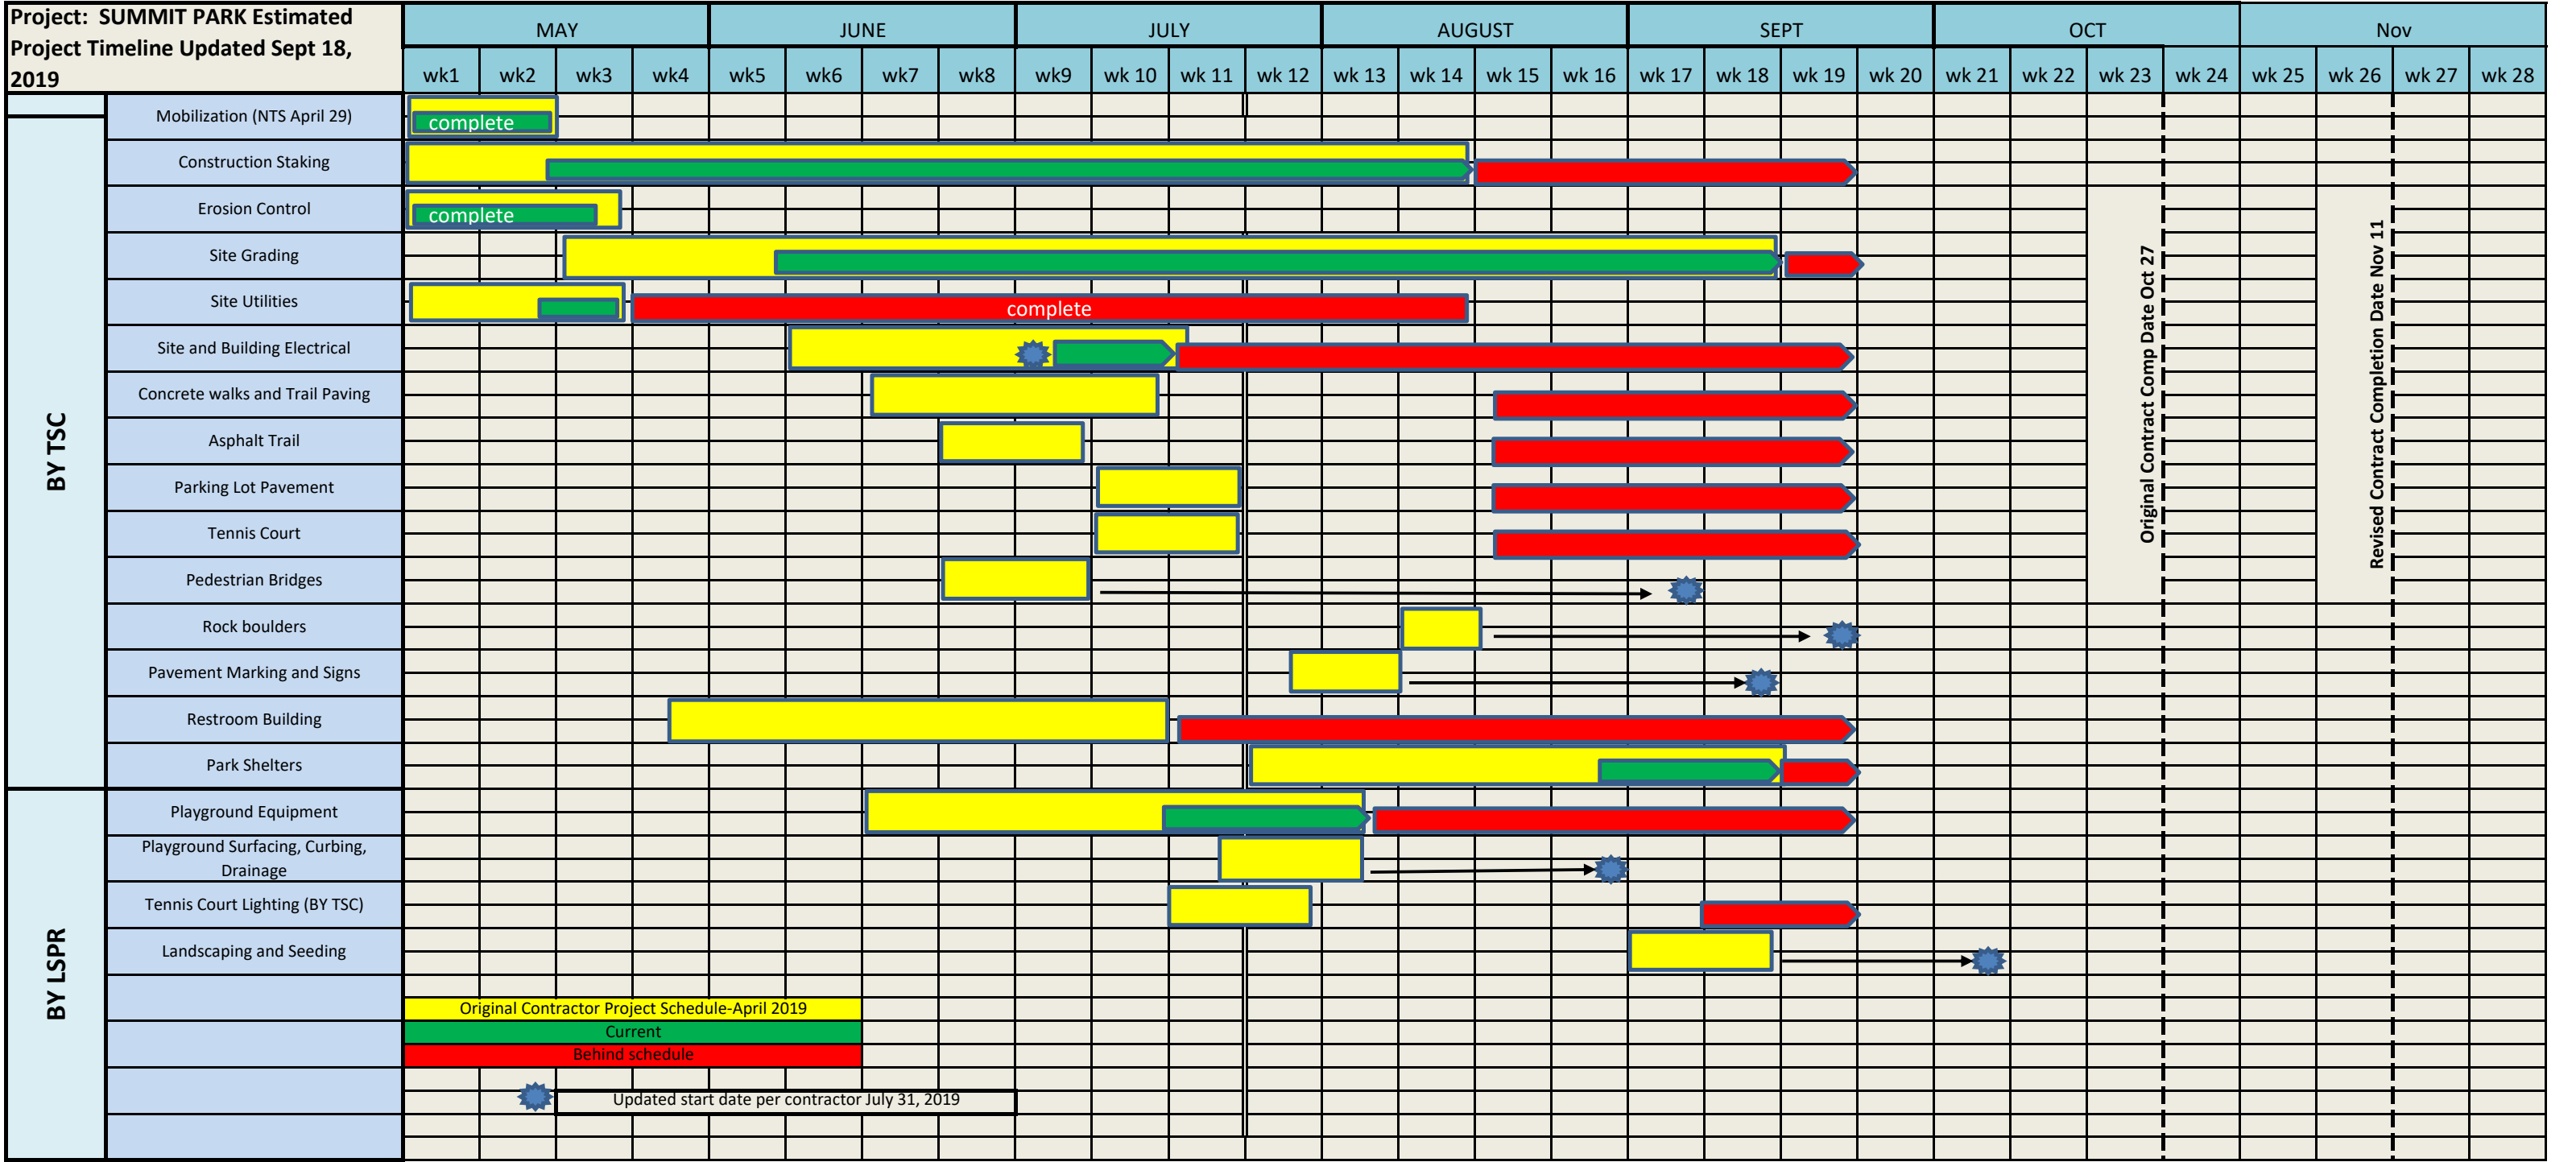 Project:  SUMMIT PARK Estimated
Project Timeline Updated Sept 18,
2019
MAY
JUNE
JULY
AUGUST
SEPT
OCT
Nov
wk1
wk2
wk3
wk4
wk5
wk6
wk7
wk8
wk9
wk 10
wk 11
wk 12
wk 13
wk 14
wk 15
wk 16
wk 17
wk 18
wk 19
wk 20
wk 21
wk 22
wk 23
wk 24
wk 25
wk 26
wk 27
wk 28
BY TSC
Mobilization (NTS April 29)
complete
Construction Staking
Erosion Control
complete
Site Grading
Site Utilities
complete
Site and Building Electrical
Concrete walks and Trail Paving
Asphalt Trail
Parking Lot Pavement
Tennis Court
Pedestrian Bridges
Rock boulders
Pavement Marking and Signs
Restroom Building
Park Shelters
Original Contract Comp Date Oct 27
Revised Contract Completion Date Nov 11
BY LSPR
Playground Equipment
Playground Surfacing, Curbing,
Drainage
Tennis Court Lighting (BY TSC)
Landscaping and Seeding
Original Contractor Project Schedule-April 2019
Current
Behind schedule
Updated start date per contractor July 31, 2019